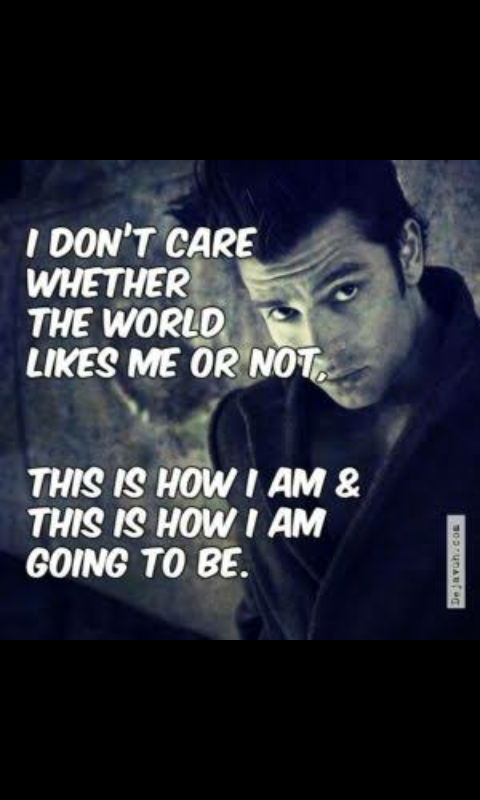 I DON'T CARE
WHETHER
THE WORLD
LIKES ME OR NOT,
THIS IS HOW I AM &
THIS IS HOW I AM
GOING TO BE.
Dejavuh.com